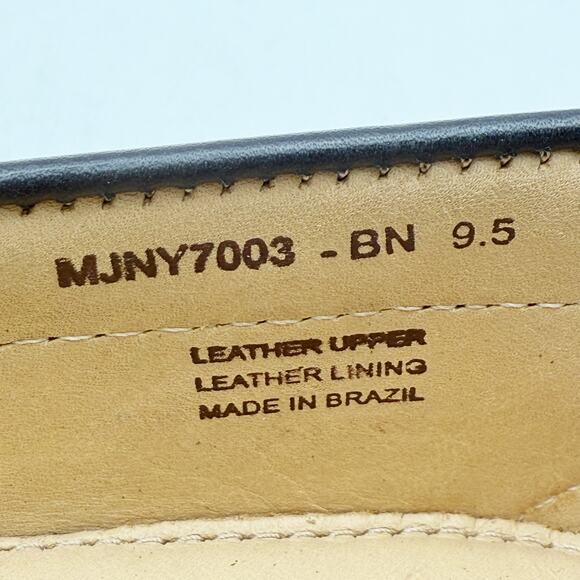 MJNY7003 - BN 9.5
LEATHER UPPER
LEATHER LINING
MADE IN BRAZIL